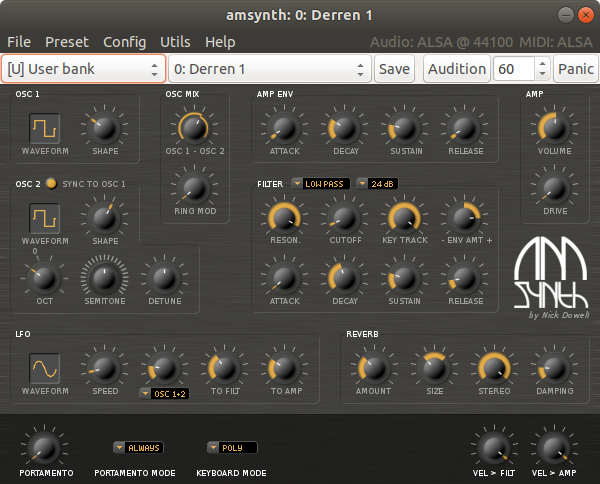 amsynth: 0: Derren 1
File Preset Config Utils Help Audio: ALSA @ 44100 MIDI: ALSA
[U] User bank 0: Derren 1 Save Audition 60 Panic
OSC 1 OSC MIX AMP ENV AMP
WAVEFORM SHAPE OSC 1 - OSC 2 ATTACK DECAY SUSTAIN RELEASE VOLUME
OSC 2 SYNC TO OSC 1 FILTER LOW PASS 24 dB
RING MOD DRIVE
WAVEFORM SHAPE RESON. CUTOFF KEY TRACK - ENV AMT +
0
OCT SEMITONE DETUNE ATTACK DECAY SUSTAIN RELEASE
AM
SYNTH
by Nick Dowell
LFO REVERB
WAVEFORM SPEED OSC 1+2 TO FILT TO AMP AMOUNT SIZE STEREO DAMPING
ALWAYS POLY
PORTAMENTO PORTAMENTO MODE KEYBOARD MODE VEL > FILT VEL > AMP